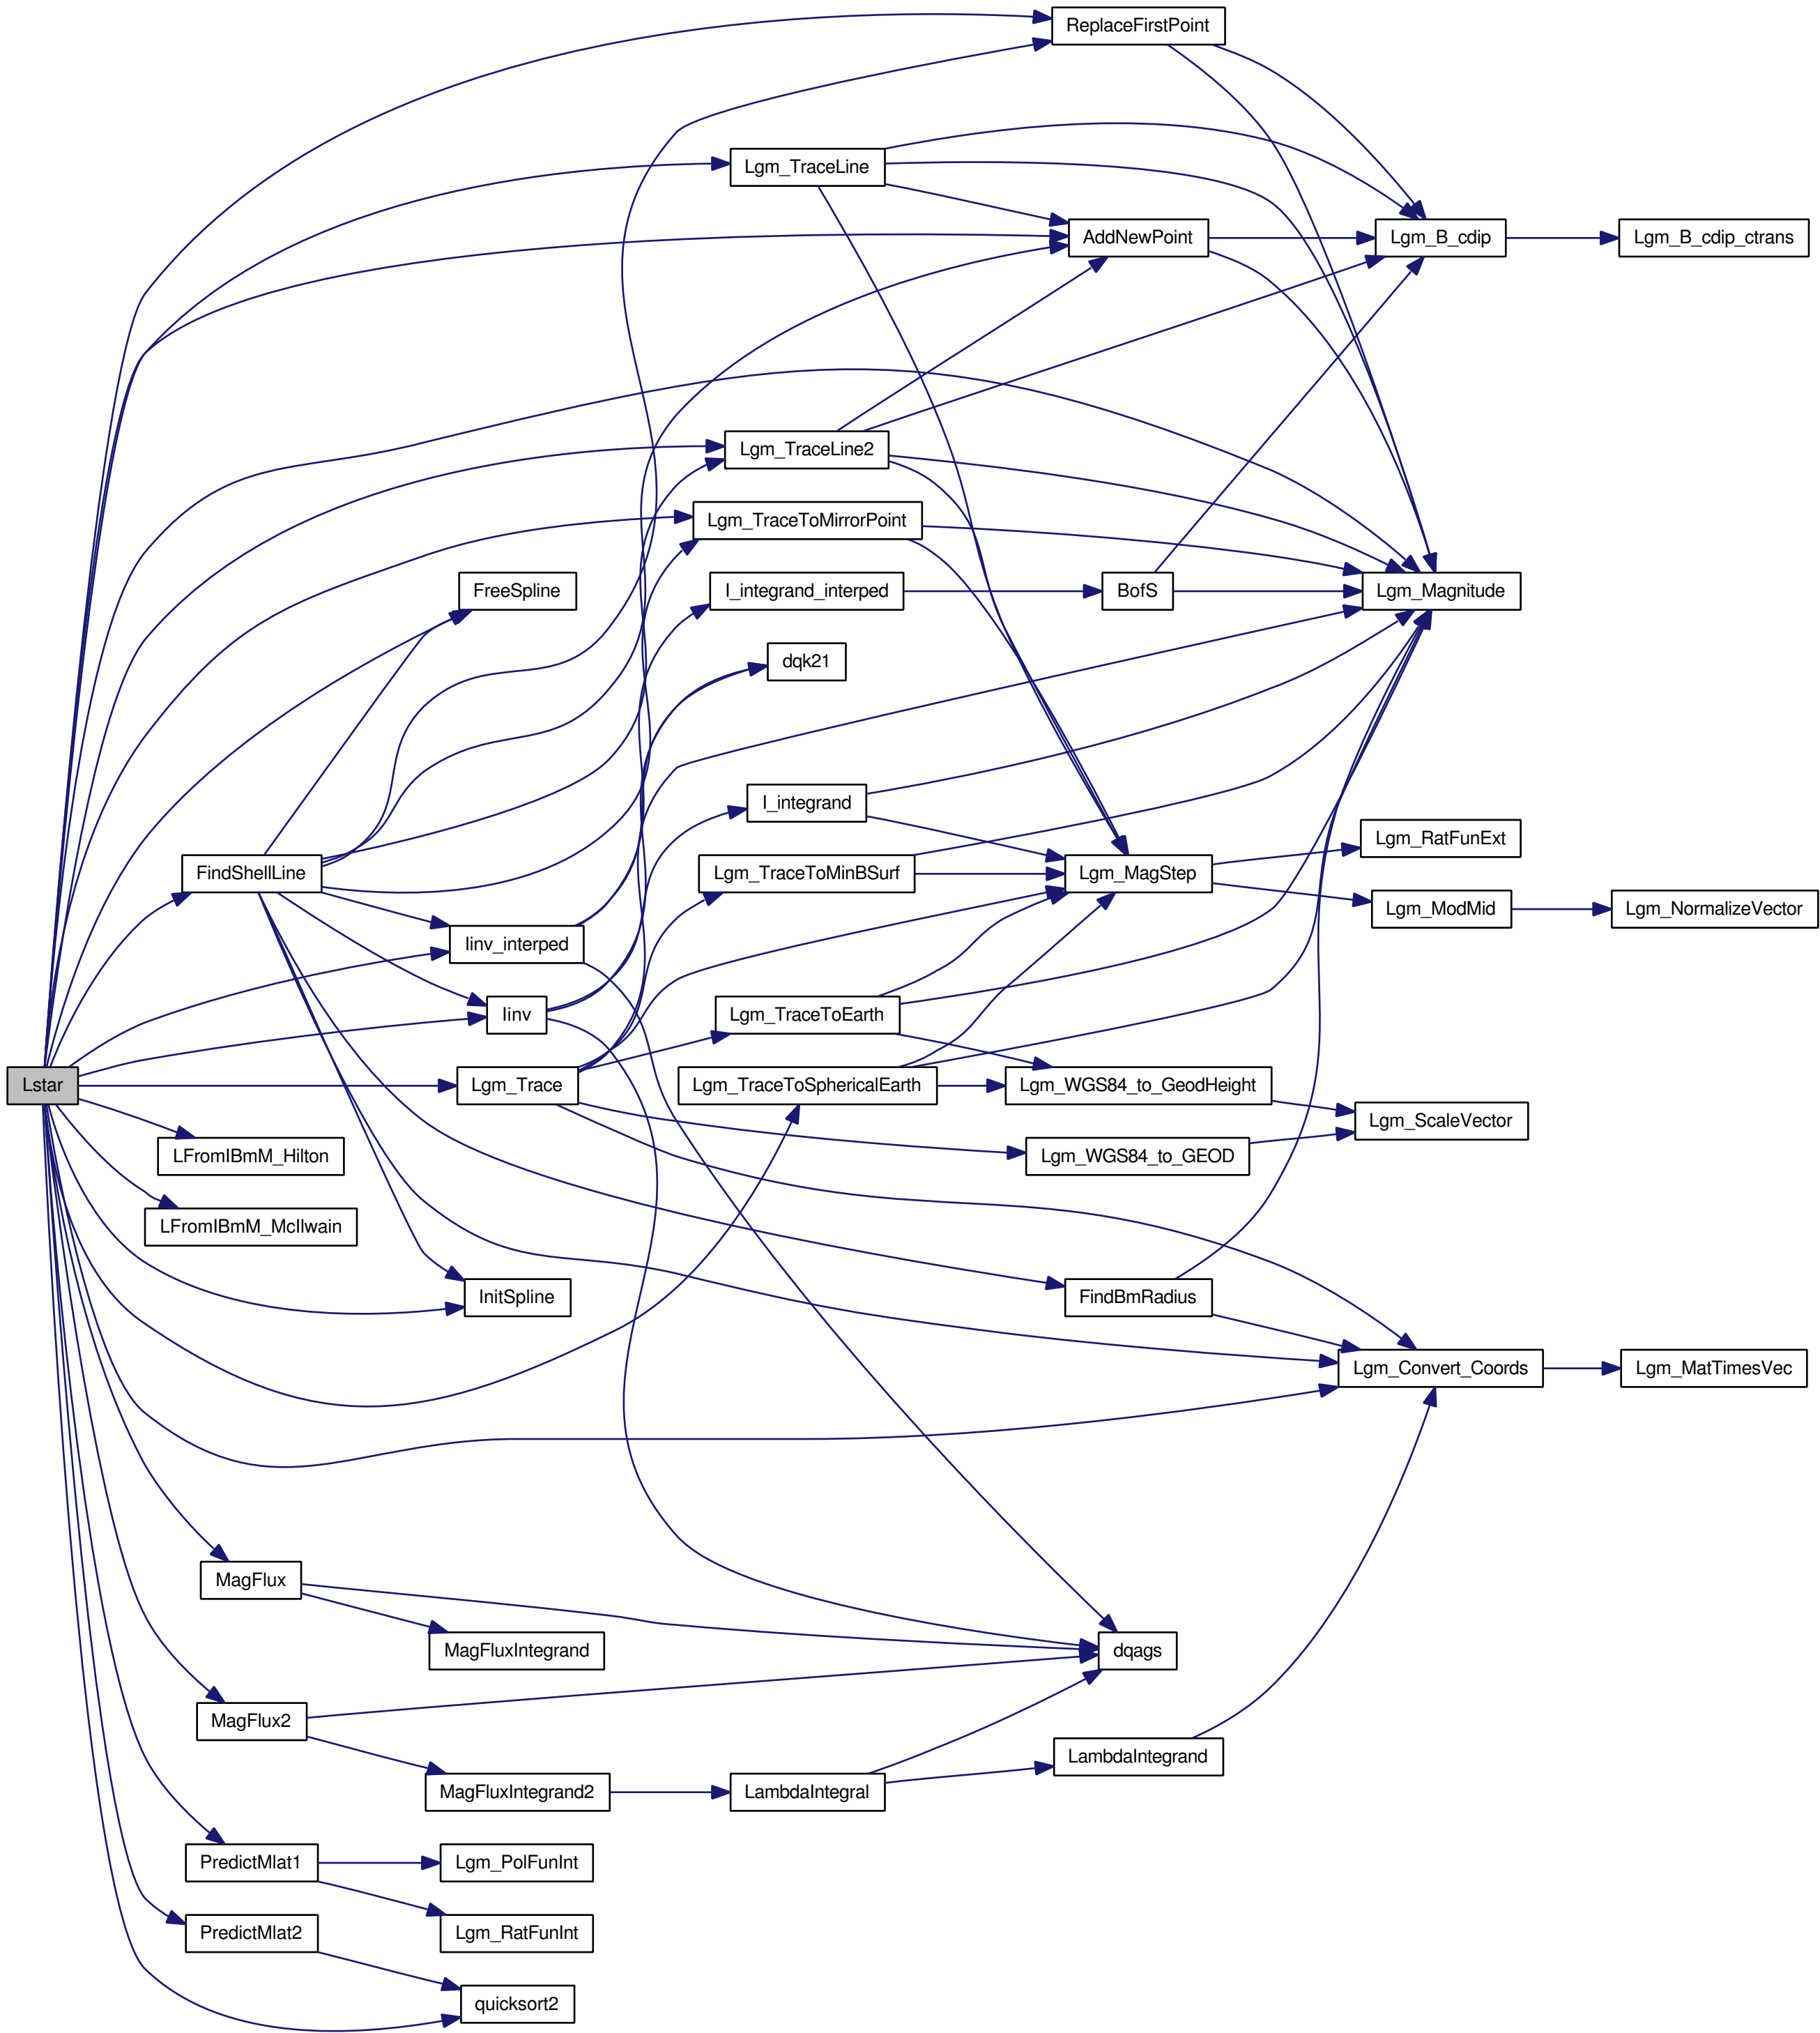 ReplaceFirstPoint
Lgm_TraceLine
AddNewPoint
Lgm_B_cdip
Lgm_B_cdip_ctrans
Lgm_TraceLine2
Lgm_TraceToMirrorPoint
FreeSpline
I_integrand_interped
BofS
Lgm_Magnitude
dqk21
I_integrand
Lgm_RatFunExt
FindShellLine
Lgm_TraceToMinBSurf
Lgm_MagStep
Lgm_ModMid
Lgm_NormalizeVector
Iinv_interped
Iinv
Lgm_TraceToEarth
Lstar
Lgm_Trace
Lgm_TraceToSphericalEarth
Lgm_WGS84_to_GeodHeight
Lgm_ScaleVector
LFromIBmM_Hilton
Lgm_WGS84_to_GEOD
LFromIBmM_McIlwain
InitSpline
FindBmRadius
Lgm_Convert_Coords
Lgm_MatTimesVec
MagFlux
MagFluxIntegrand
dqags
MagFlux2
LambdaIntegrand
MagFluxIntegrand2
LambdaIntegral
PredictMlat1
Lgm_PolFunInt
PredictMlat2
Lgm_RatFunInt
quicksort2